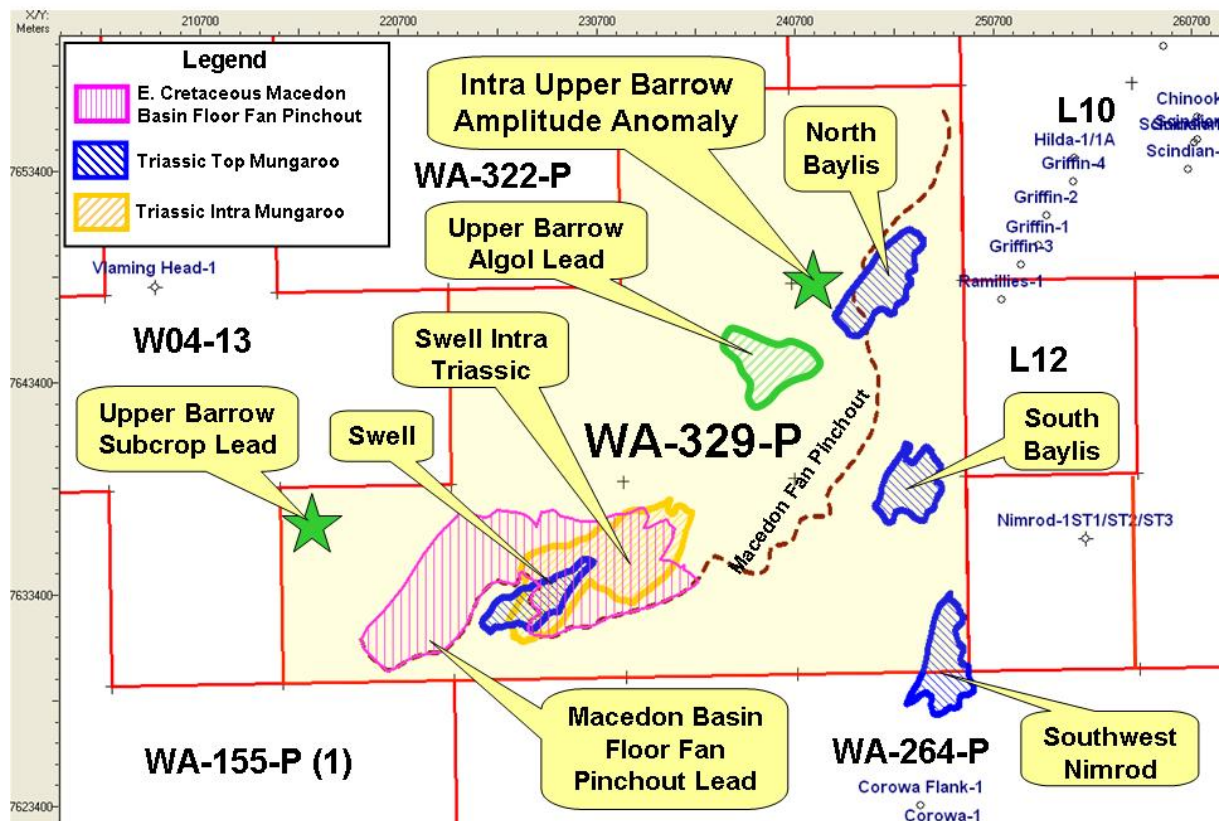 X/Y:
Meters
210700
220700
230700
240700
250700
260700
7653400
7643400
7633400
7623400
Legend
E. Cretaceous Macedon
Basin Floor Fan Pinchout
Triassic Top Mungaroo
Triassic Intra Mungaroo
Intra Upper Barrow
Amplitude Anomaly
North
Baylis
L10
Chinook
Hilda-1/1A
Scindian-
Griffin-4
Griffin-2
Griffin-1
Griffin-3
Ramillies-1
WA-322-P
Upper Barrow
Algol Lead
Vlaming Head-1
W04-13
Swell Intra
Triassic
L12
Upper Barrow
Subcrop Lead
Swell
WA-329-P
South
Baylis
Macedon Fan Pinchout
Nimrod-1ST1/ST2/ST3
Macedon Basin
Floor Fan
Pinchout Lead
WA-155-P (1)
WA-264-P
Southwest
Nimrod
Corowa Flank-1
Corowa-1